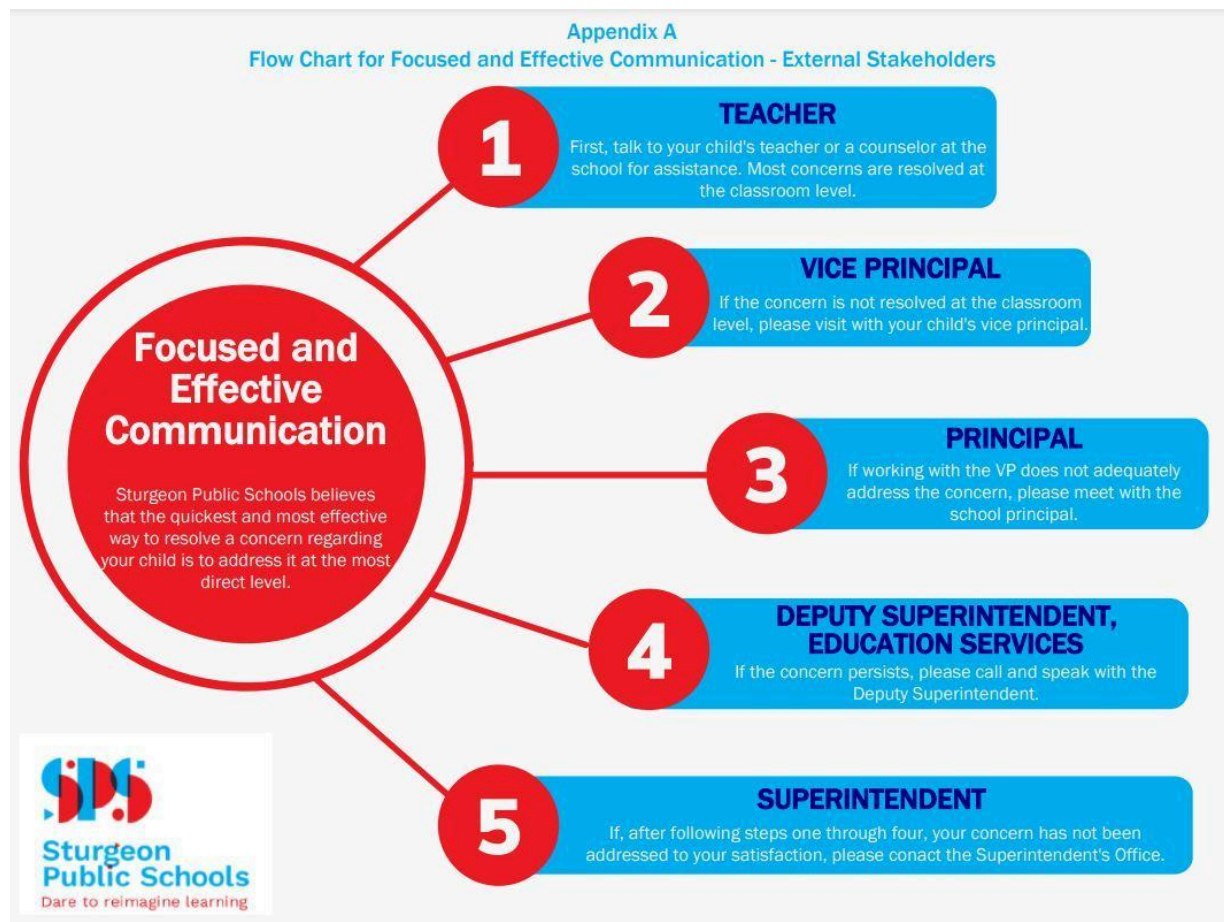 Appendix A
Flow Chart for Focused and Effective Communication - External Stakeholders
1
TEACHER
First, talk to your child's teacher or a counselor at the
school for assistance. Most concerns are resolved at
the classroom level.
2
VICE PRINCIPAL
If the concern is not resolved at the classroom
level, please visit with your child's vice principal.
Focused and
Effective
Communication
Sturgeon Public Schools believes
that the quickest and most effective
way to resolve a concern regarding
your child is to address it at the most
direct level.
3
PRINCIPAL
If working with the VP does not adequately
address the concern, please meet with the
school principal.
4
DEPUTY SUPERINTENDENT,
EDUCATION SERVICES
If the concern persists, please call and speak with the
Deputy Superintendent.
5
SUPERINTENDENT
If, after following steps one through four, your concern has not been
addressed to your satisfaction, please conact the Superintendent's Office.
SPS
Sturgeon
Public Schools
Dare to reimagine learning